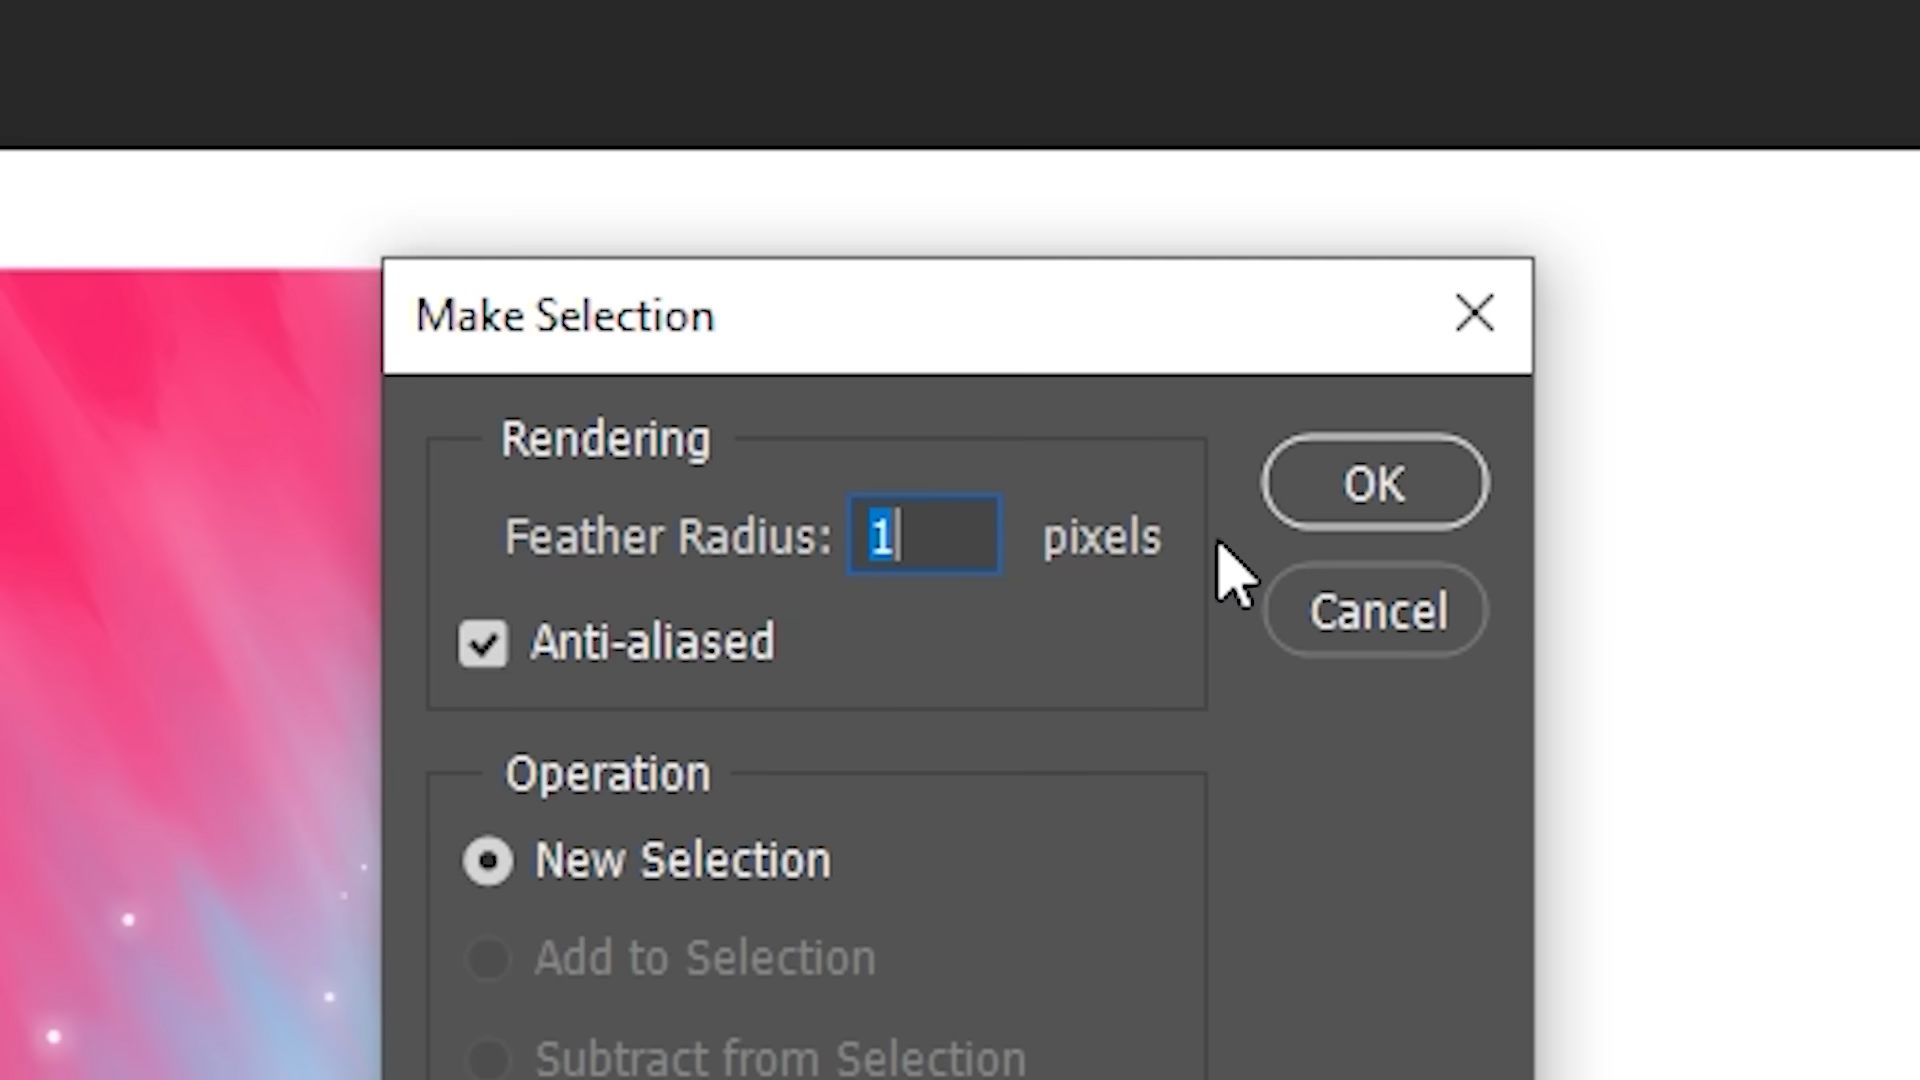 Make Selection
Rendering
OK
Feather Radius: 1 pixels
Cancel
Anti-aliased
Operation
New Selection
Add to Selection
Subtract from Selection